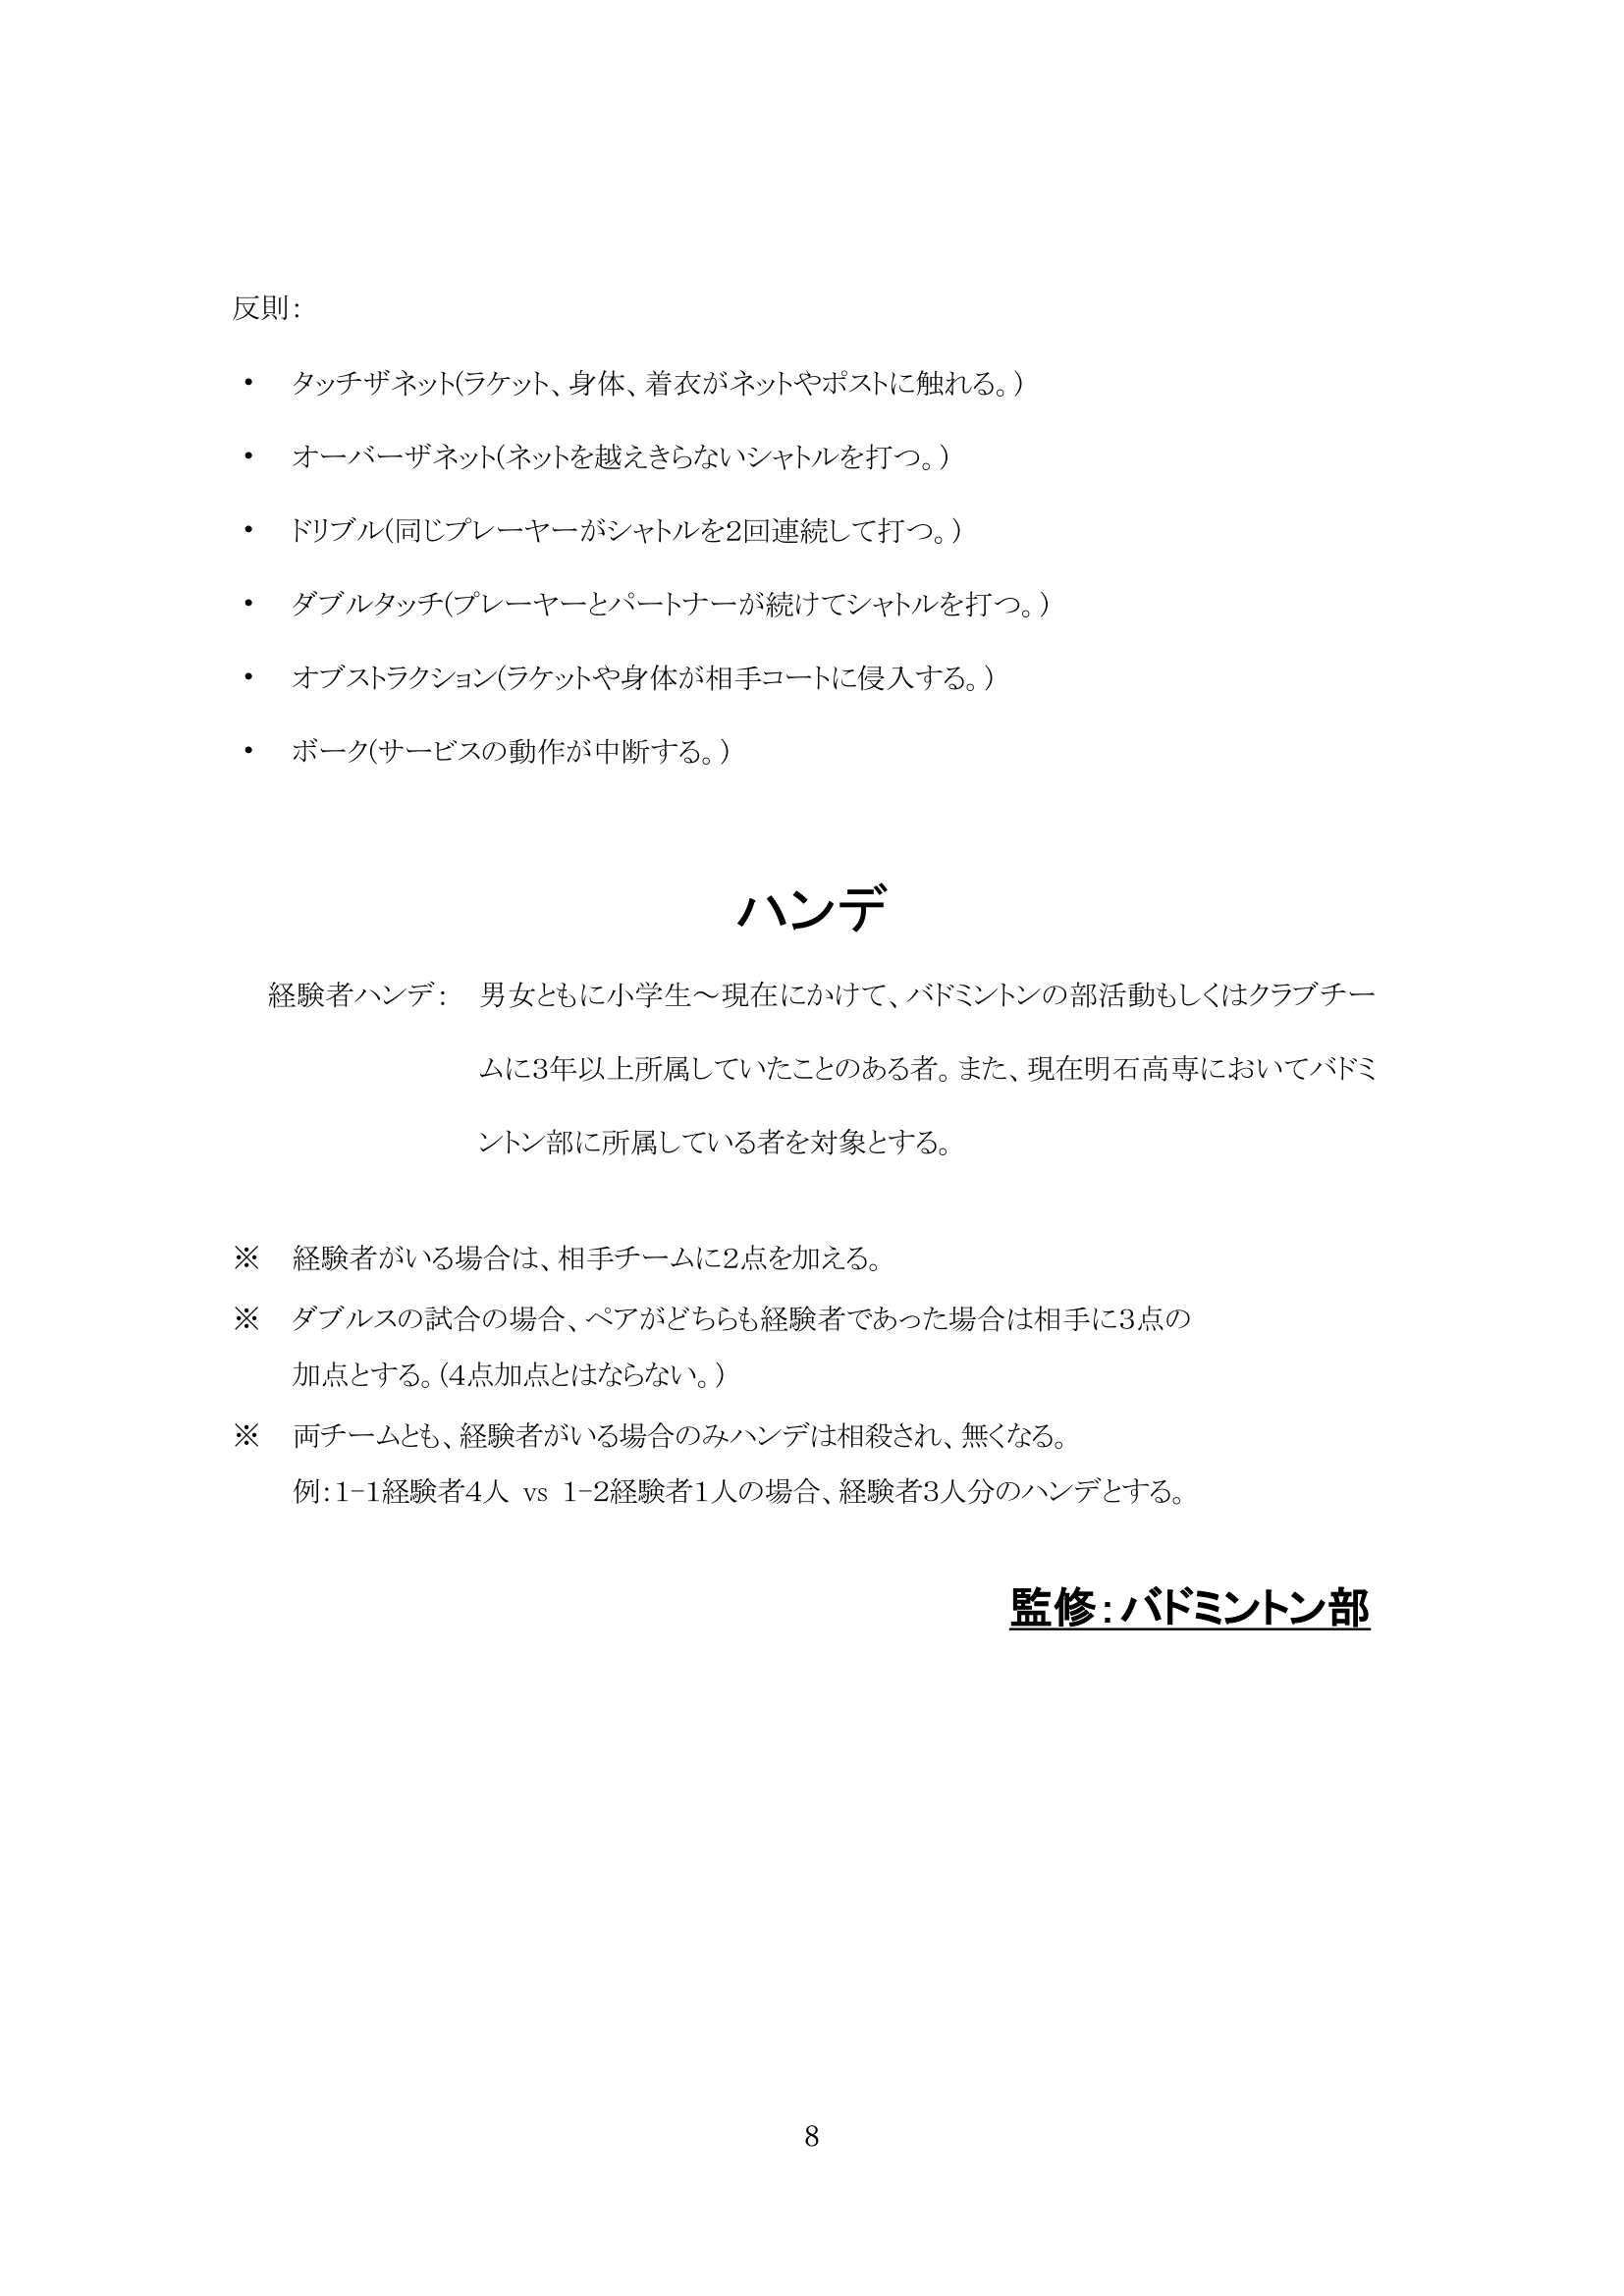 反則：
・ タッチザネット(ラケット、身体、着衣がネットやポストに触れる。)
・ オーバーザネット(ネットを越えきらないシャトルを打つ。)
・ ドリブル(同じプレーヤーがシャトルを2回連続して打つ。)
・ ダブルタッチ(プレーヤーとパートナーが続けてシャトルを打つ。)
・ オブストラクション(ラケットや身体が相手コートに侵入する。)
・ ボーク(サービスの動作が中断する。)
ハンデ
経験者ハンデ： 男女ともに小学生～現在にかけて、バドミントンの部活動もしくはクラブチー
ムに3年以上所属していたことのある者。また、現在明石高専においてバドミ
ントン部に所属している者を対象とする。
※ 経験者がいる場合は、相手チームに2点を加える。
※ ダブルスの試合の場合、ペアがどちらも経験者であった場合は相手に3点の
加点とする。(4点加点とはならない。)
※ 両チームとも、経験者がいる場合のみハンデは相殺され、無くなる。
例：1-1経験者4人 vs 1-2経験者1人の場合、経験者3人分のハンデとする。
監修：バドミントン部
8